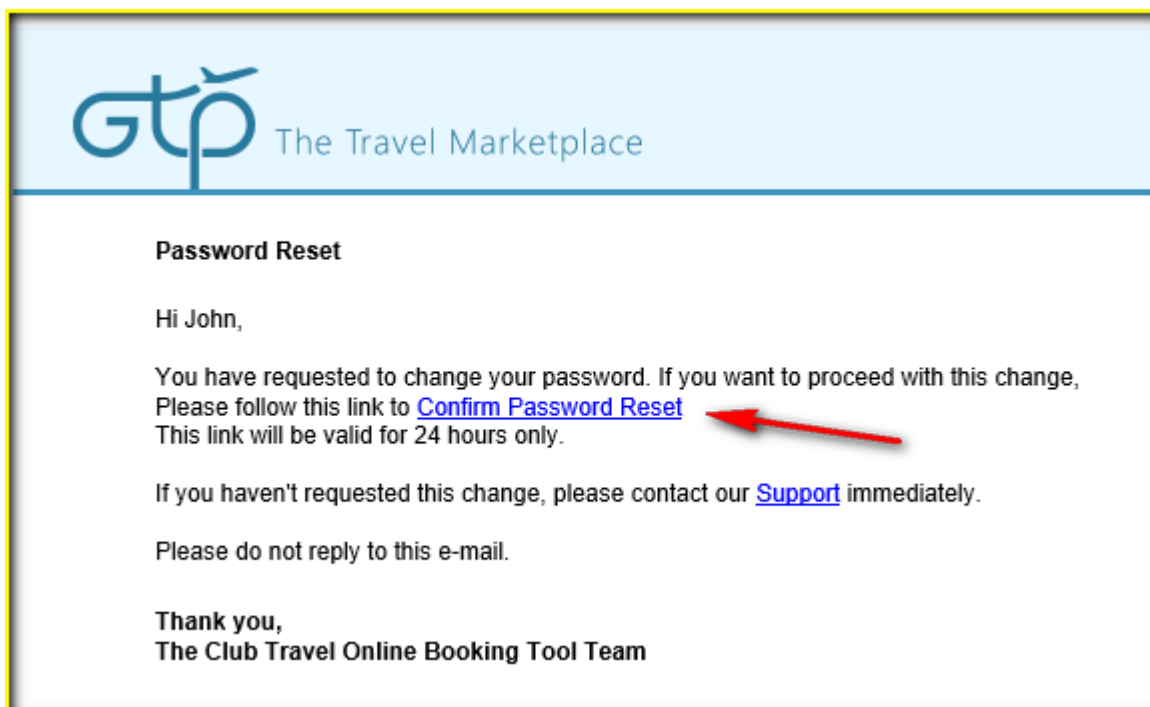 GTP The Travel Marketplace
Password Reset
Hi John,
You have requested to change your password. If you want to proceed with this change,
Please follow this link to Confirm Password Reset
This link will be valid for 24 hours only.
If you haven't requested this change, please contact our Support immediately.
Please do not reply to this e-mail.
Thank you,
The Club Travel Online Booking Tool Team